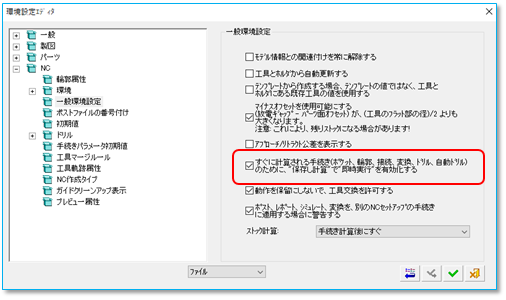 環境設定エディタ
一般
製図
パーツ
NC
輪郭属性
環境
一般環境設定
ポストファイルの番号付け
初期値
ドリル
手続きパラメータ初期値
工具マージルール
工具軌跡属性
NC作成タイプ
ガイドクリーンアップ表示
プレビュー属性
一般環境設定
モデル情報との関連付けを常に解除する
工具とホルダから自動更新する
テンプレートから作成する場合、テンプレートの値ではなく、工具と
ホルダにある既存工具の値を使用する
マイナスオフセットを使用可能にする
(放電ギャップ- パーツ面オフセット)が、(工具のフラット部の径)/2 よりも
大きくなります。
注意: これにより、残りストックになる場合があります!
アプローチ/リトラクト公差を表示する
すぐに計算される手続き(ポケット、輪郭、接続、変換、ドリル、自動ドリル)
のために、"保存し計算"で"即時実行"を有効化する
動作を保留にしないで、工具交換を許可する
ポスト、レポート、シミュレート、変換を、別のNCセットアップの手続き
に適用する場合に警告する
ストック計算:
手続き計算後にすぐ
ファイル